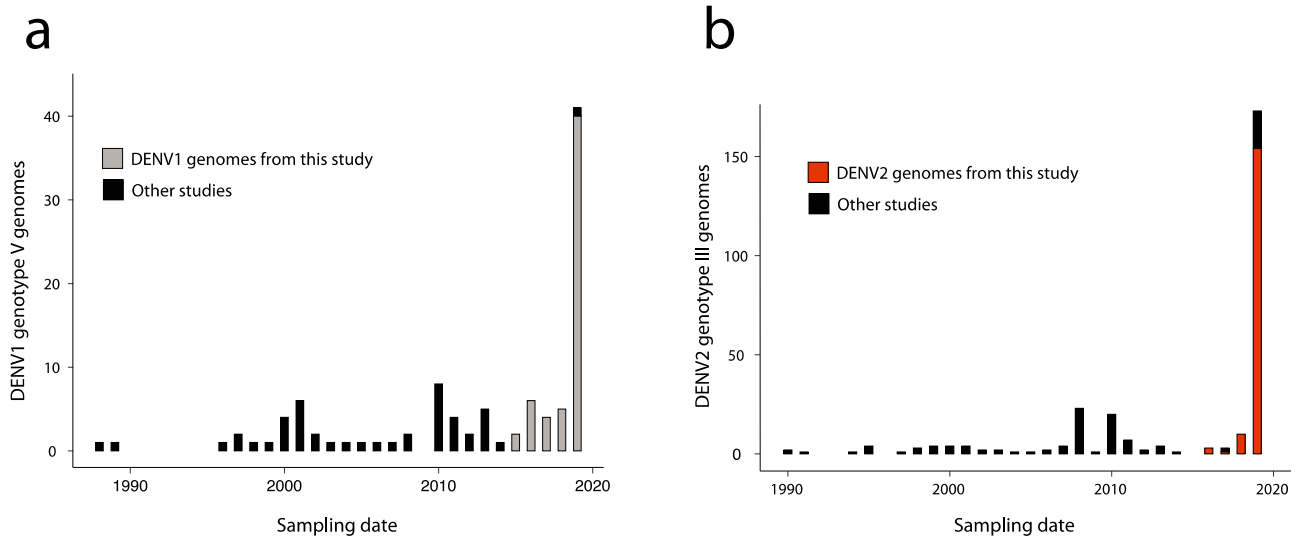 a
DENV1 genotype V genomes
40
30
20
10
0
DENV1 genomes from this study
Other studies
1990
2000
2010
2020
Sampling date
b
DENV2 genotype III genomes
150
100
50
0
DENV2 genomes from this study
Other studies
1990
2000
2010
2020
Sampling date